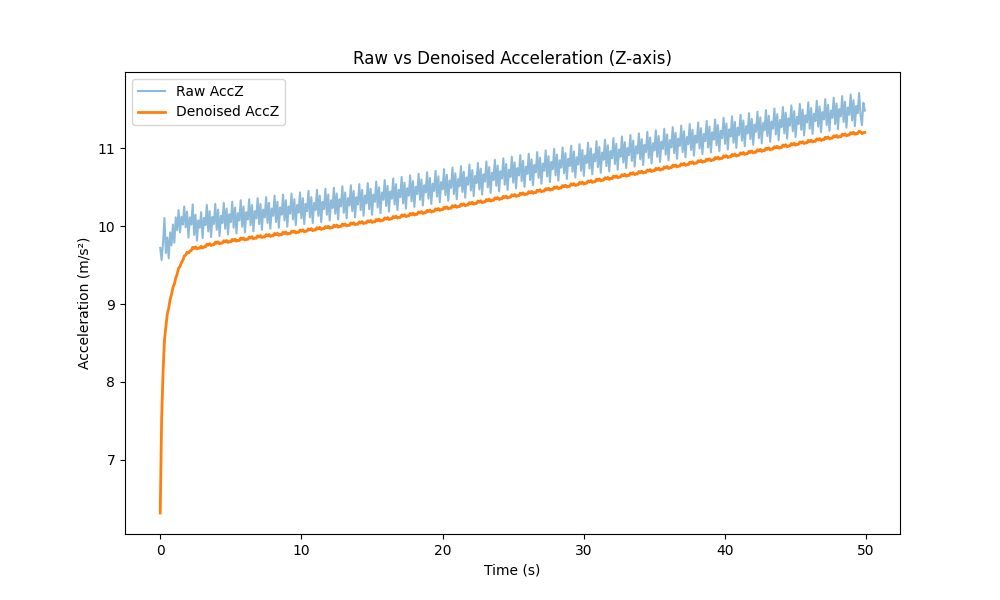 Raw vs Denoised Acceleration (Z-axis)
Raw AccZ
Denoised AccZ
Acceleration (m/s²)
11
10
9
8
7
0 10 20 30 40 50
Time (s)